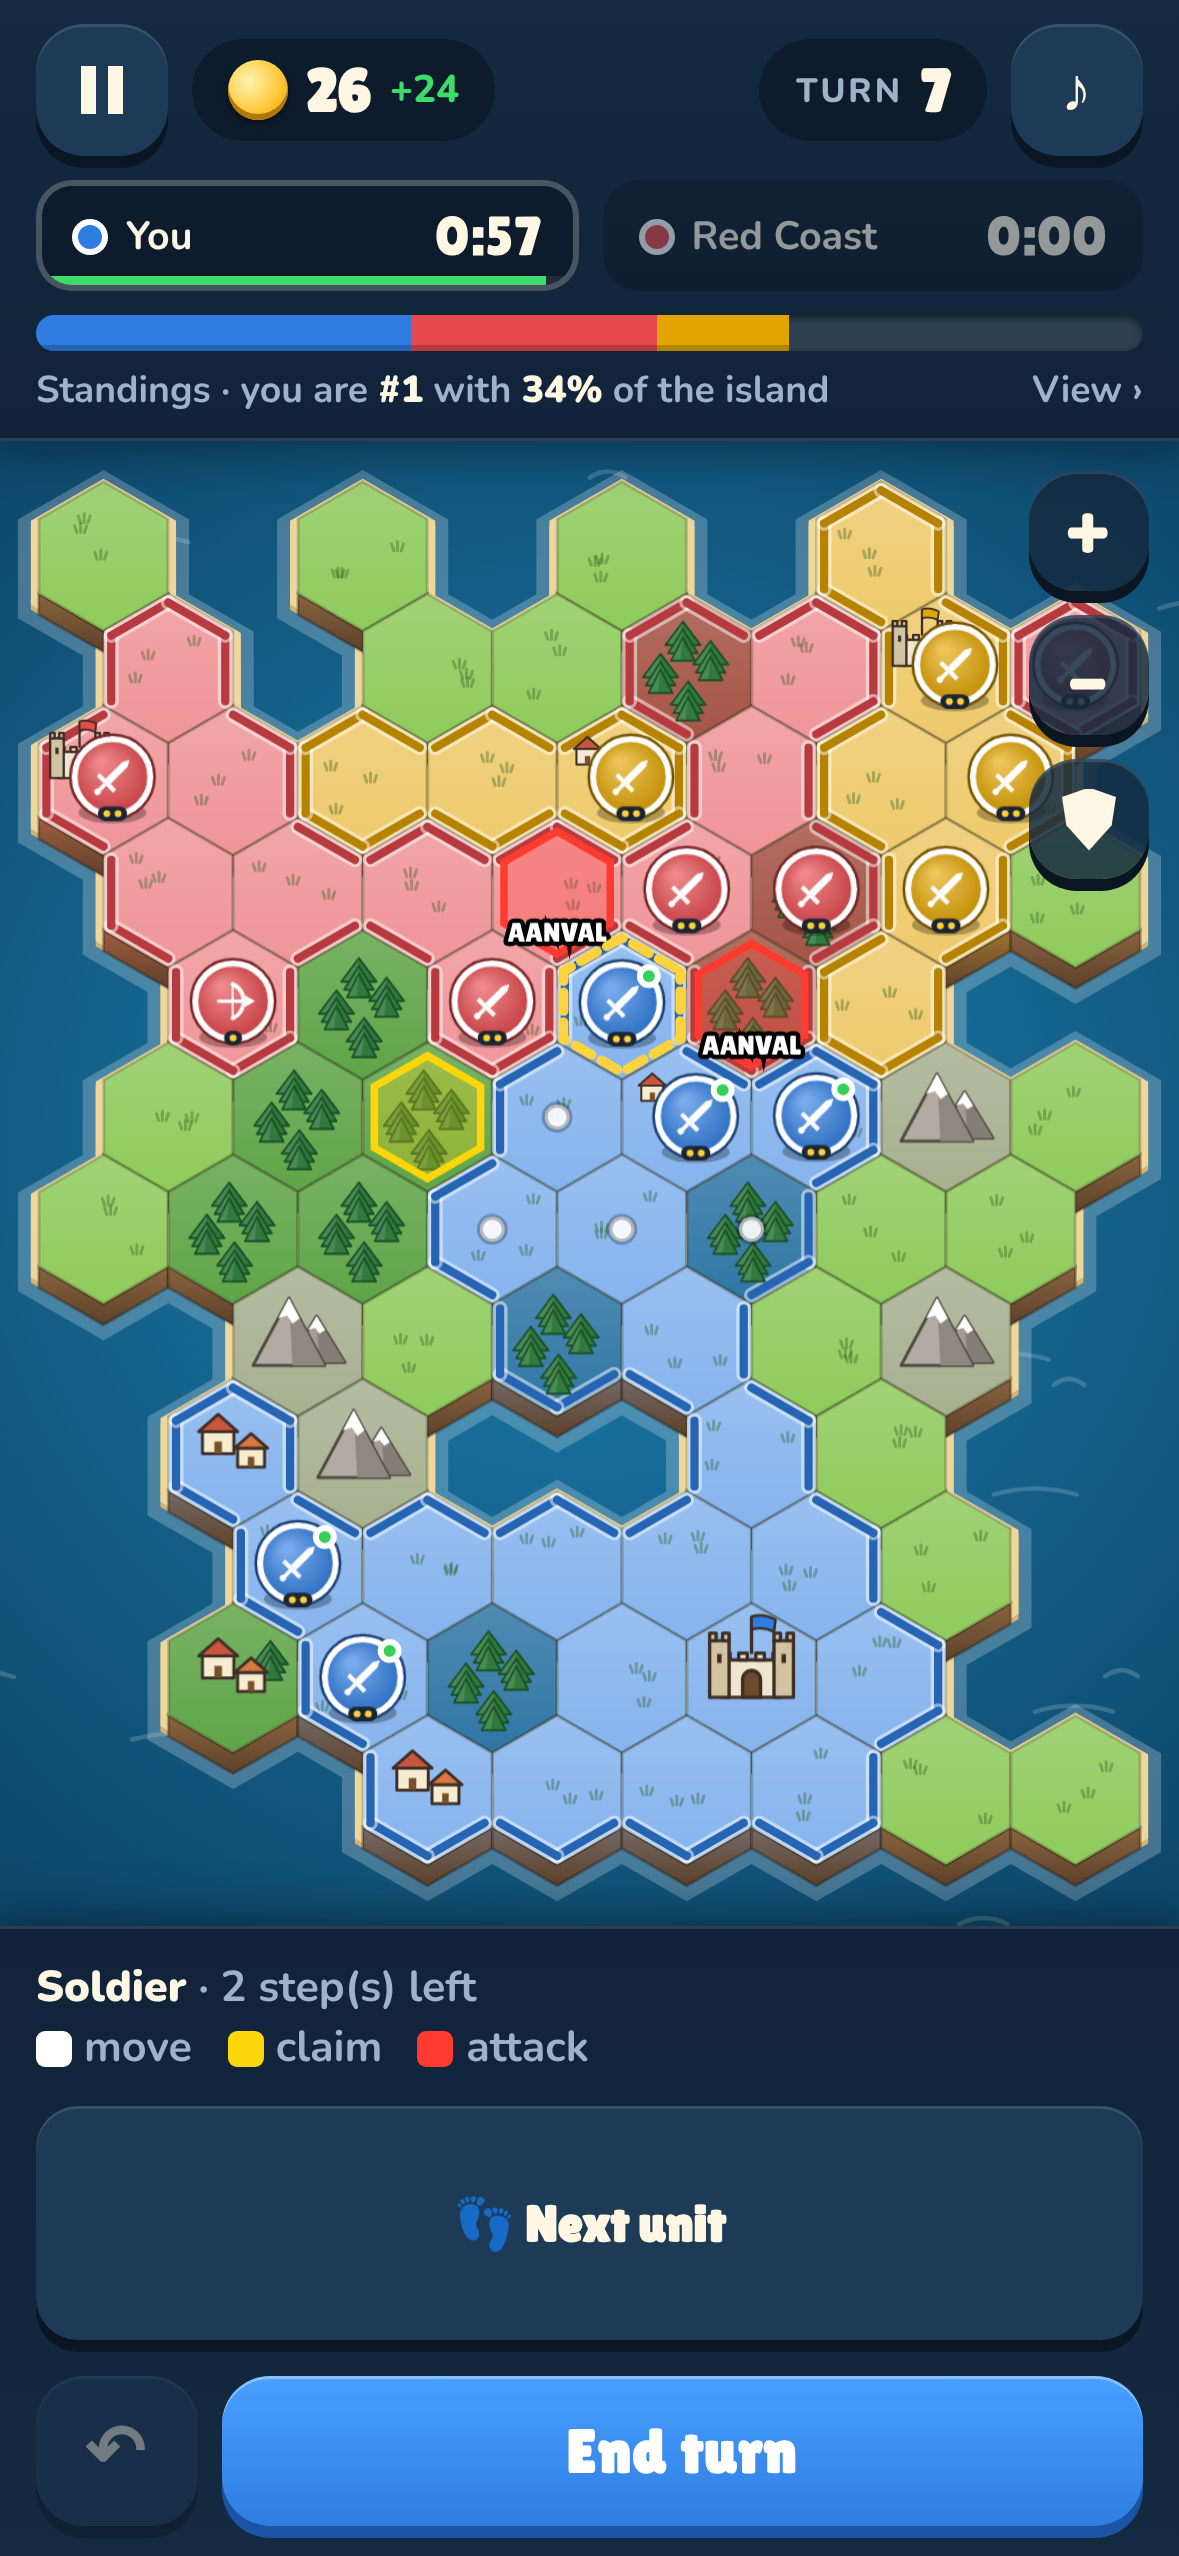 26 +24
TURN 7
You 0:57
Red Coast 0:00
Standings · you are #1 with 34% of the island
View ›
AANVAL
AANVAL
Soldier · 2 step(s) left
move claim attack
Next unit
End turn